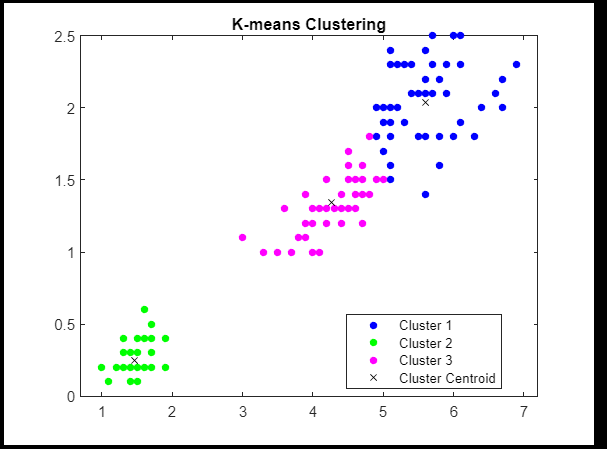 K-means Clustering
2.5
2
1.5
1
0.5
0
1 2 3 4 5 6 7
Cluster 1
Cluster 2
Cluster 3
Cluster Centroid